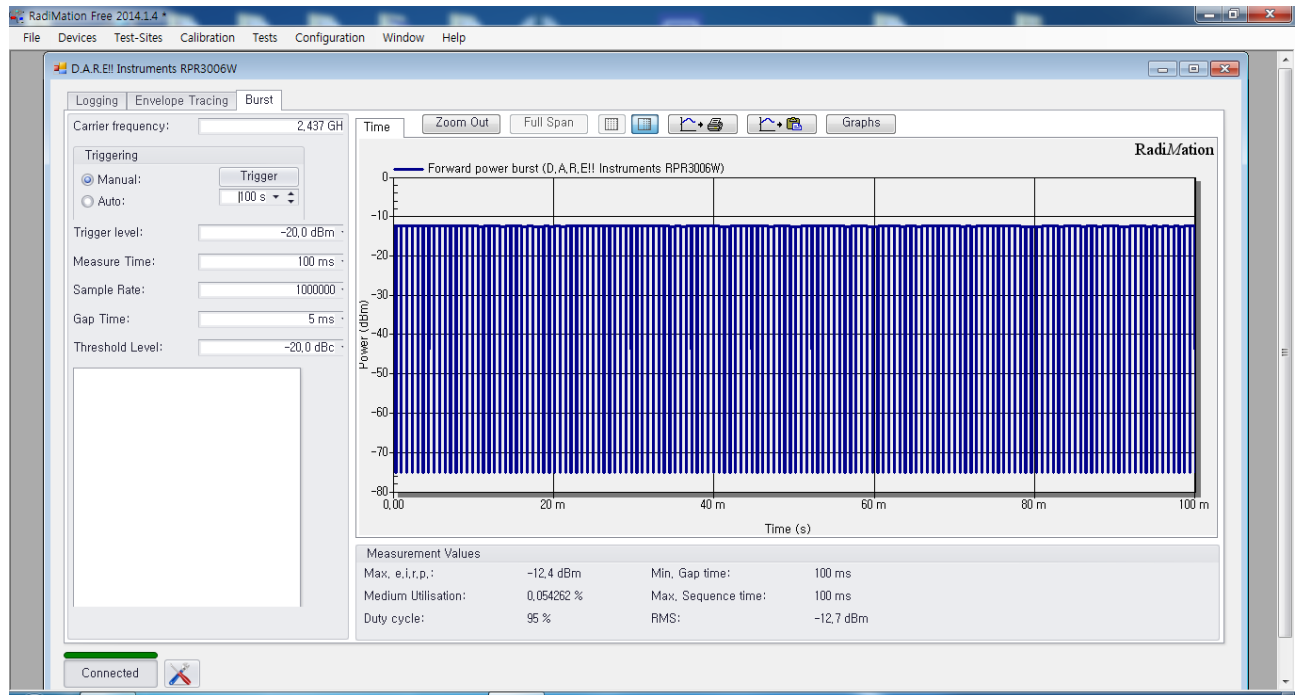 RadiMation Free 2014.1.4 *
File Devices Test-Sites Calibration Tests Configuration Window Help
D.A.R.E!! Instruments RPR3006W
Logging Envelope Tracing Burst
Carrier frequency: 2,437 GH
Triggering
Manual: Trigger
Auto: 100 s
Trigger level: -20,0 dBm
Measure Time: 100 ms
Sample Rate: 1000000
Gap Time: 5 ms
Threshold Level: -20,0 dBc
Time Zoom Out Full Span Graphs
RadiMation
Forward power burst (D,A,R,E!! Instruments RPR3006W)
Power (dBm)
0
-10
-20
-30
-40
-50
-60
-70
-80
0,00 20 m 40 m 60 m 80 m 100 m
Time (s)
Measurement Values
Max, e,i,r,p,: -12,4 dBm Min, Gap time: 100 ms
Medium Utilisation: 0,054262 % Max, Sequence time: 100 ms
Duty cycle: 95 % RMS: -12,7 dBm
Connected